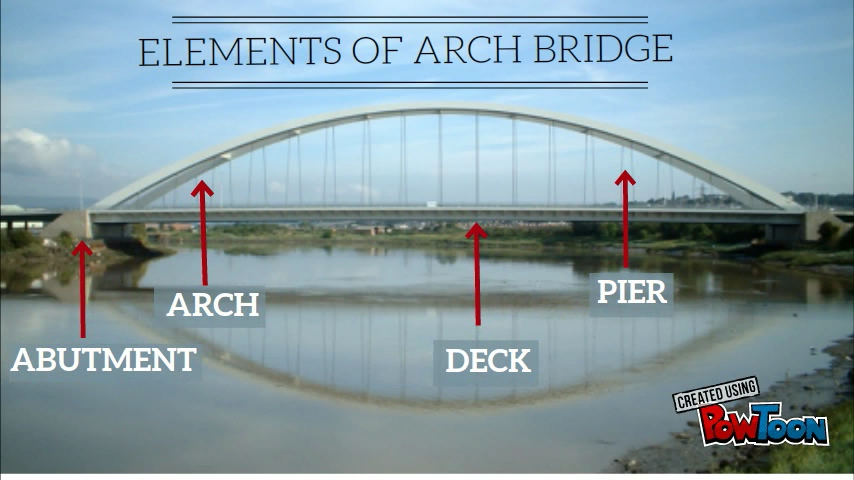 ELEMENTS OF ARCH BRIDGE
ARCH
PIER
ABUTMENT
DECK
CREATED USING
POWTOON